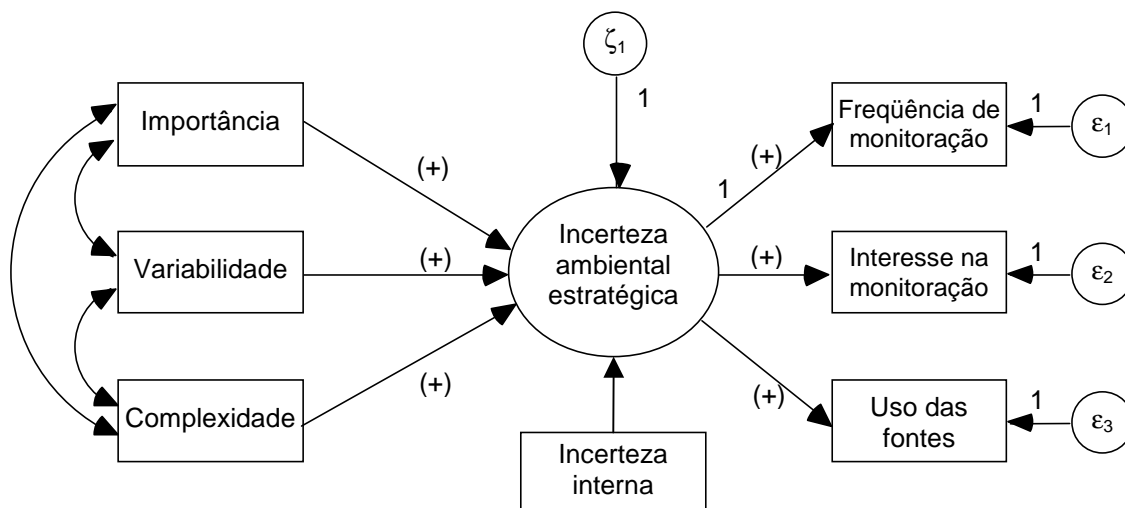 ζ1
1
Importância
(+)
Variabilidade
(+)
Complexidade
(+)
Incerteza
ambiental
estratégica
Incerteza
interna
1
(+)
Freqüência de
monitoração
1
ε1
(+)
Interesse na
monitoração
1
ε2
(+)
Uso das
fontes
1
ε3